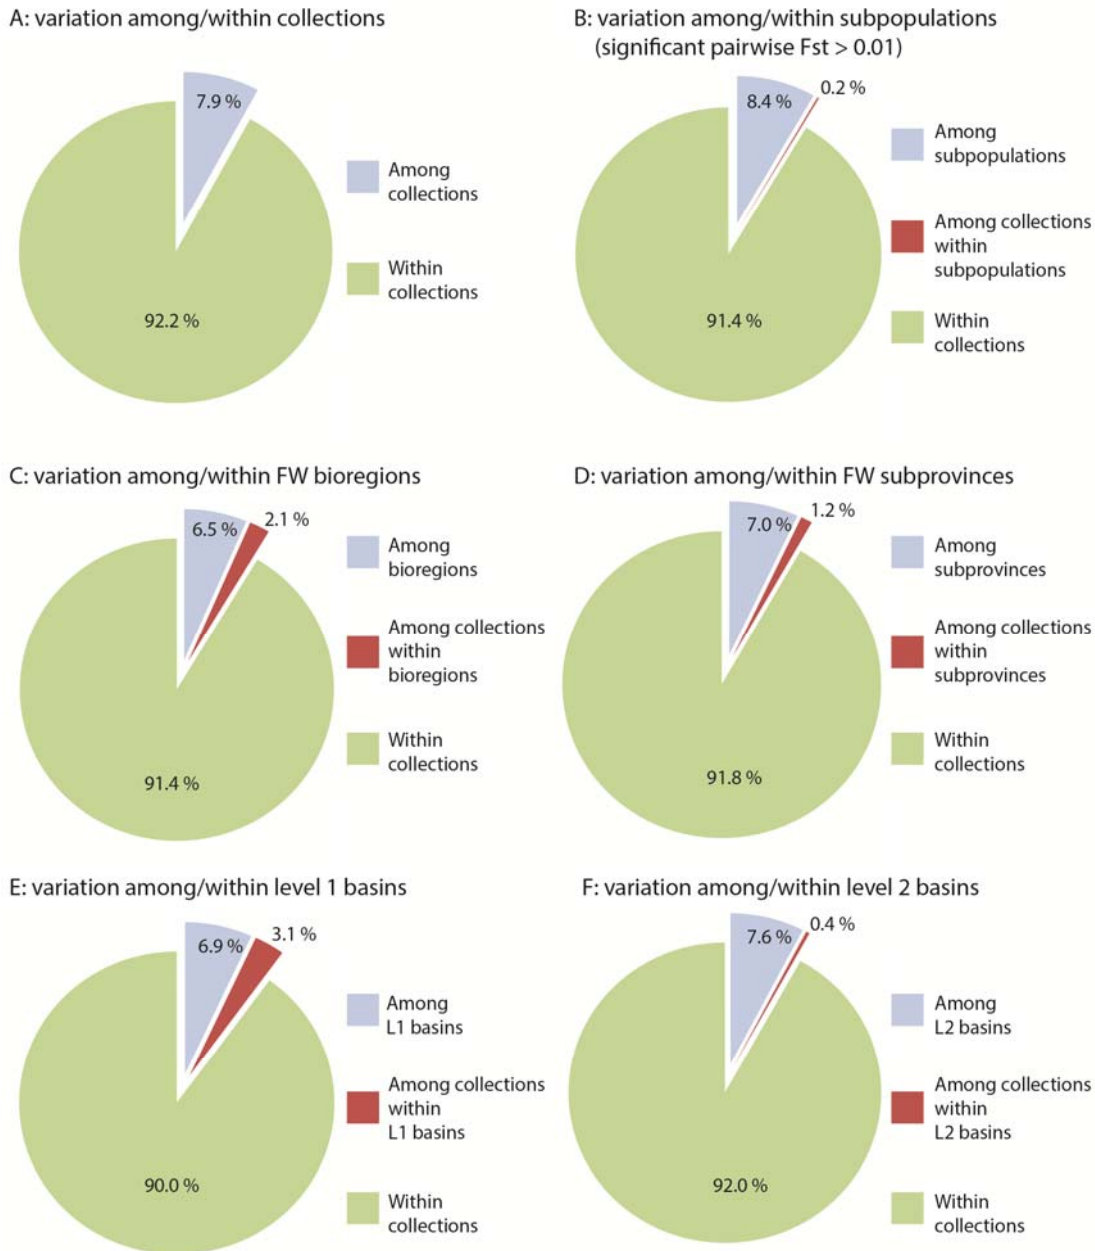 A: variation among/within collections
7.9 %
92.2 %
Among
collections
Within
collections
B: variation among/within subpopulations
(significant pairwise Fst > 0.01)
8.4 %
0.2 %
91.4 %
Among
subpopulations
Among collections
within
subpopulations
Within
collections
C: variation among/within FW bioregions
6.5 %
2.1 %
91.4 %
Among
bioregions
Among collections
within
bioregions
Within
collections
D: variation among/within FW subprovinces
7.0 %
1.2 %
91.8 %
Among
subprovinces
Among collections
within
subprovinces
Within
collections
E: variation among/within level 1 basins
6.9 %
3.1 %
90.0 %
Among
L1 basins
Among collections
within
L1 basins
Within
collections
F: variation among/within level 2 basins
7.6 %
0.4 %
92.0 %
Among
L2 basins
Among collections
within
L2 basins
Within
collections